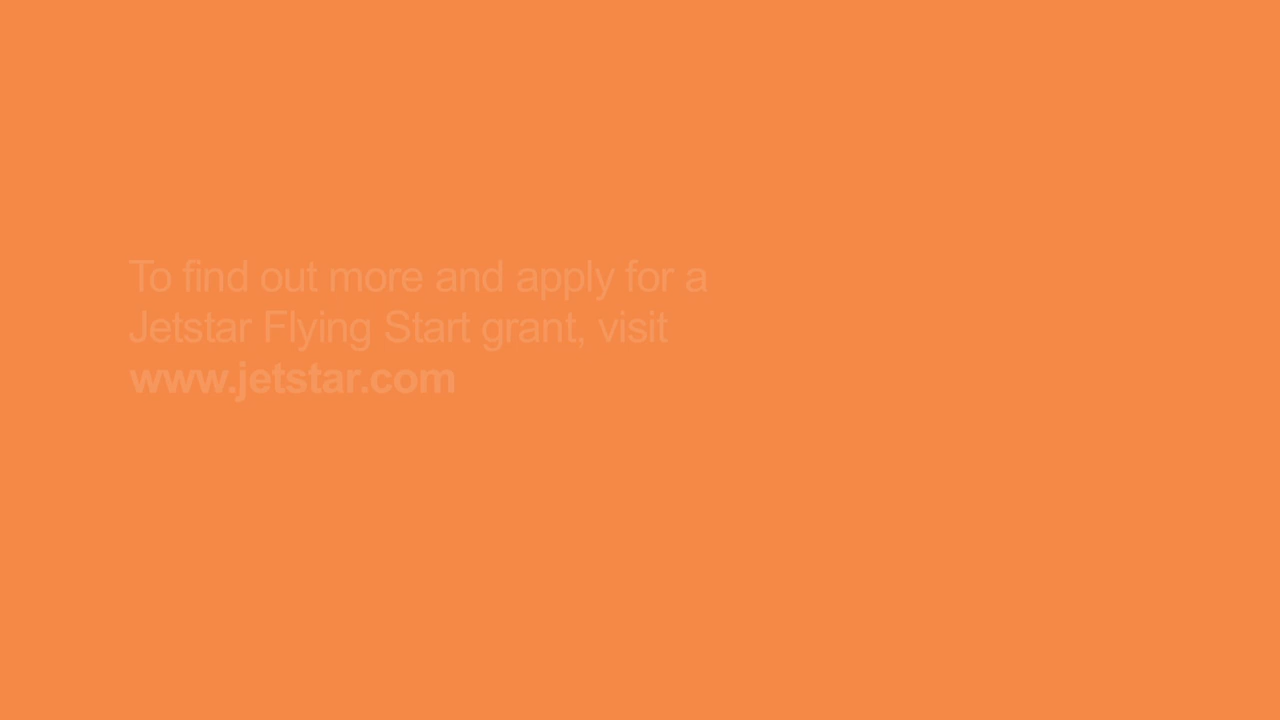 To find out more and apply for a
Jetstar Flying Start grant, visit
www.jetstar.com